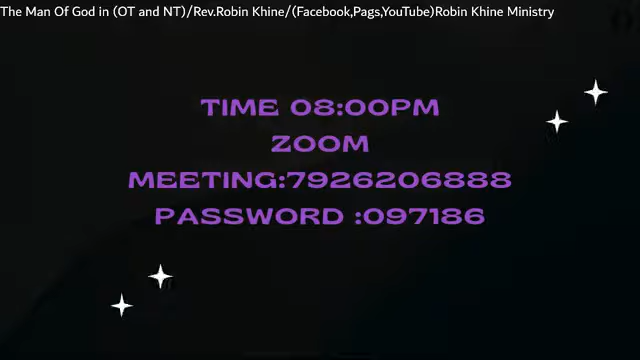 The Man Of God in (OT and NT)/Rev.Robin Khine/(Facebook,Pags,YouTube)Robin Khine Ministry
TIME 08:00PM
ZOOM
MEETING:7926206888
PASSWORD :097186